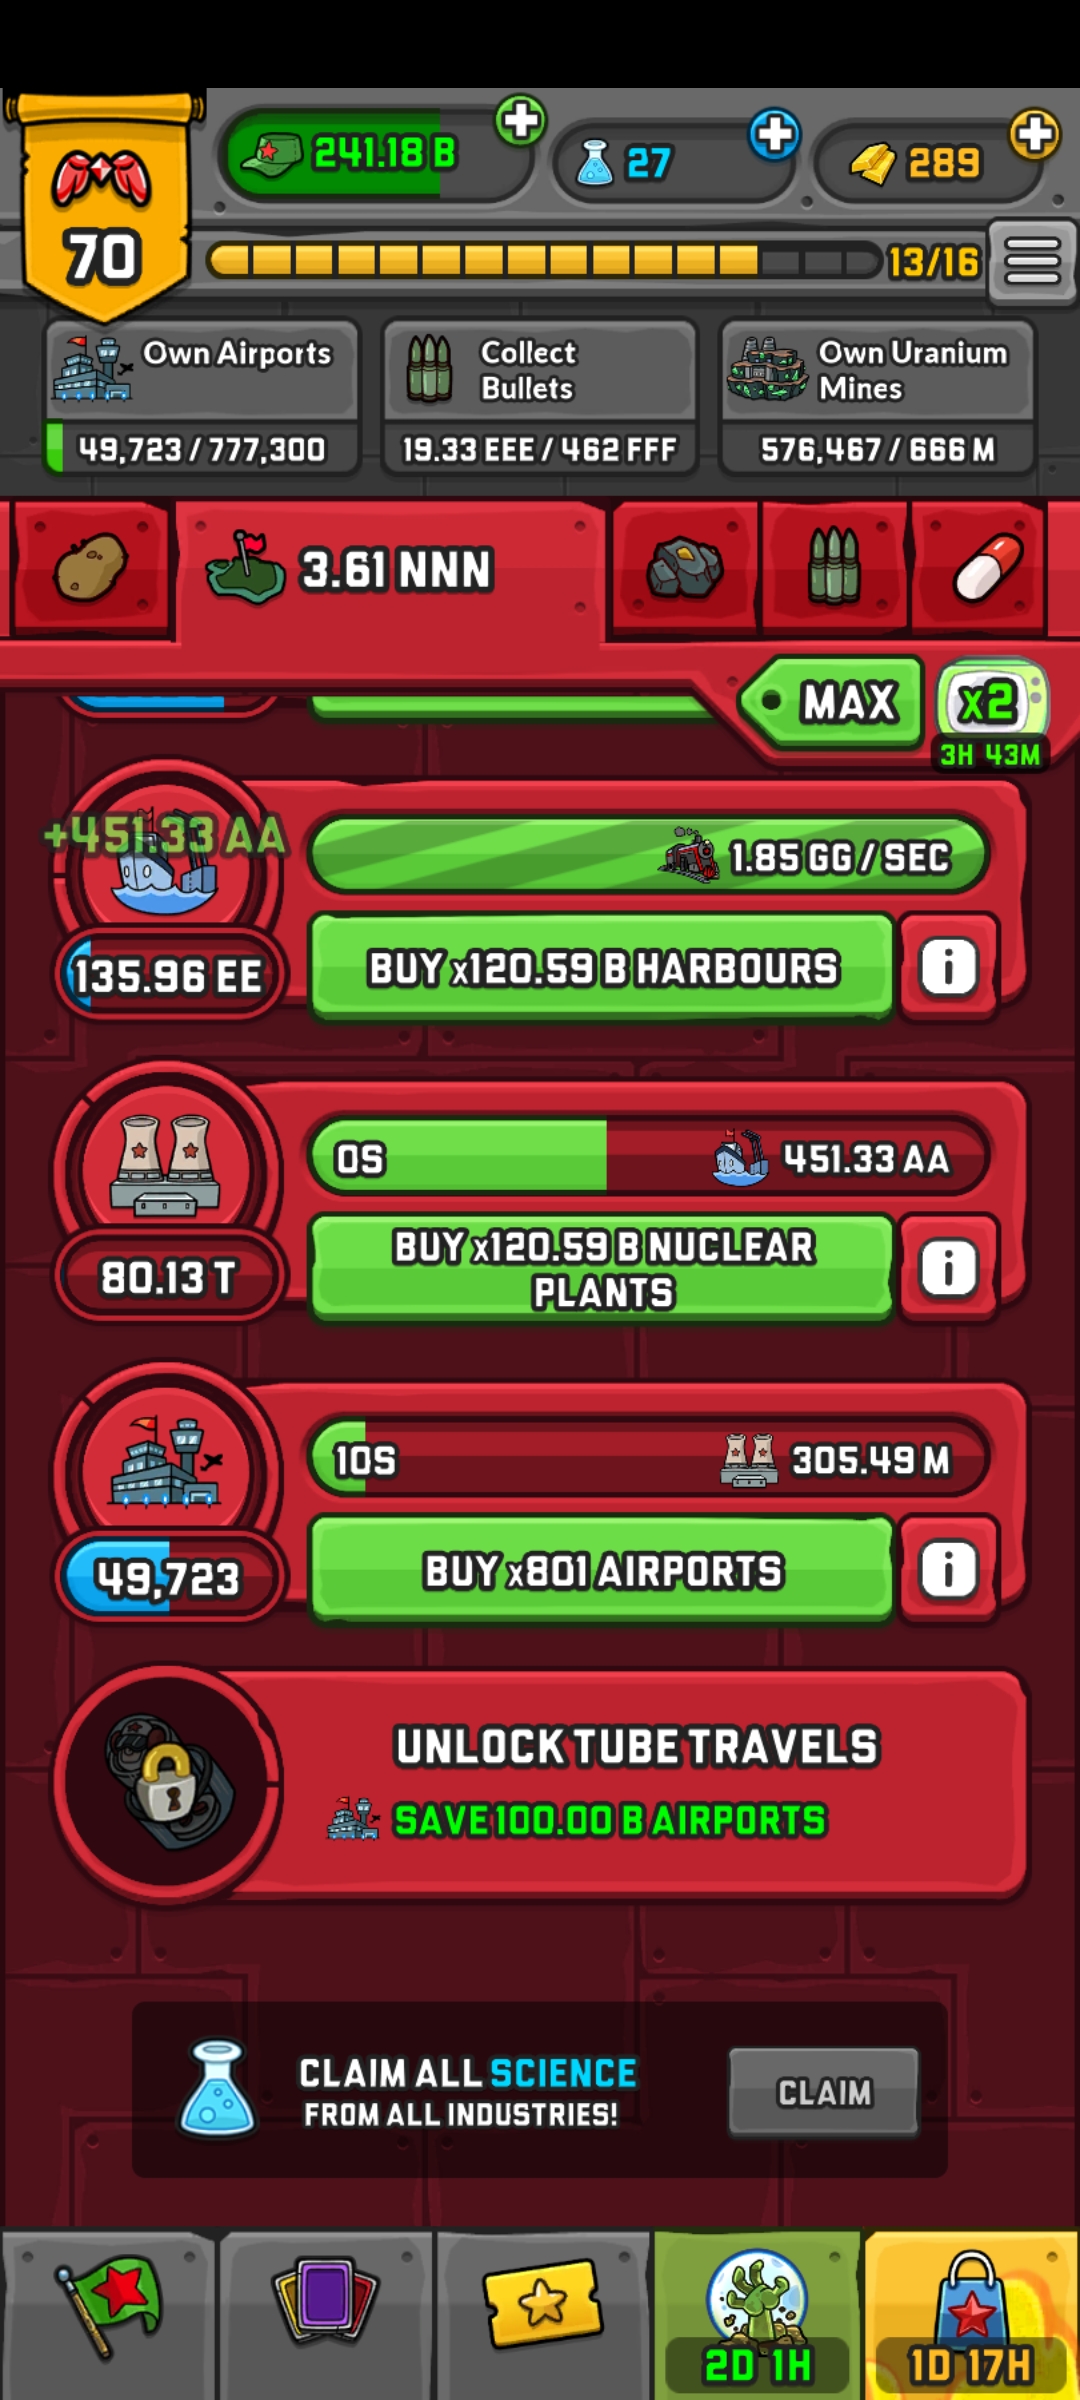 241.18 B
27
289
70
13/16
Own Airports
49,723 / 777,300
Collect
Bullets
19.33 EEE / 462 FFF
Own Uranium
Mines
576,467 / 666 M
3.61 NNN
MAX
x2
3H 43M
+451.33 AA
1.85 GG / SEC
135.96 EE
BUY x120.59 B HARBOURS
i
0S
451.33 AA
80.13 T
BUY x120.59 B NUCLEAR
PLANTS
i
10S
305.49 M
49,723
BUY x801 AIRPORTS
i
UNLOCK TUBE TRAVELS
SAVE 100.00 B AIRPORTS
CLAIM ALL SCIENCE
FROM ALL INDUSTRIES!
CLAIM
2D 1H
1D 17H